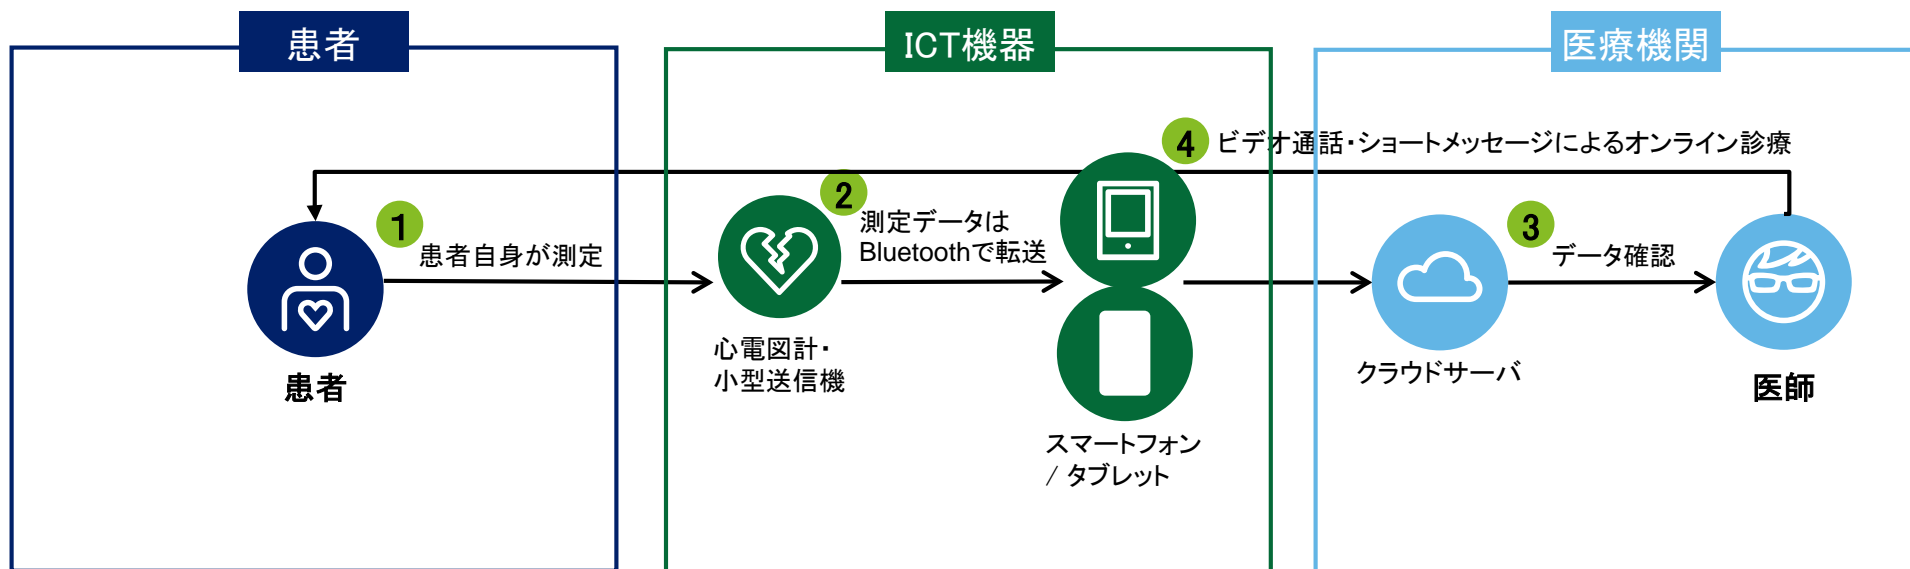 患者
ICT機器
医療機関
4
ビデオ通話・ショートメッセージによるオンライン診療
1
患者自身が測定
2
測定データは
Bluetoothで転送
3
データ確認
患者
心電図計・
小型送信機
スマートフォン
/ タブレット
クラウドサーバ
医師